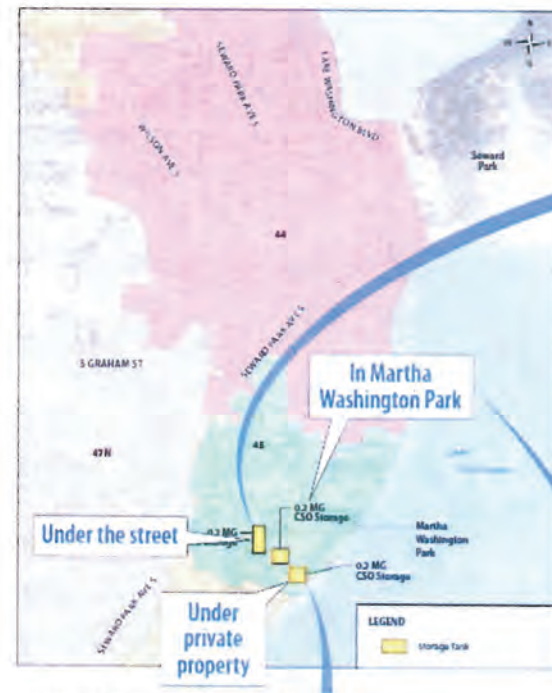 SEWARD PARK AVE S
LAKE WASHINGTON BLVD
WILSON AVE S
W
S
Seward
Park
44
SEWARD PARK AVE S
S GRAHAM ST
In Martha
Washington Park
47N
0.2 MG
CSO Storage
Under the street
0.2 MG
Martha
Washington
Park
0.2 MG
CSO Storage
SEWARD PARK AVE S
Under
private
property
LEGEND
Storage Tank